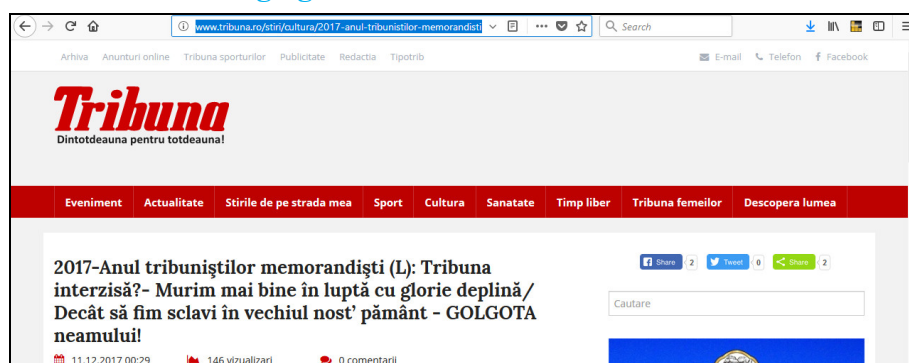 www.tribuna.ro/stiri/cultura/2017-anul-tribunistilor-memorandisti
Search
Arhiva Anunturi online Tribuna sporturilor Publicitate Redactia Tipotrib E-mail Telefon Facebook
Tribuna
Dintotdeauna pentru totdeauna!
Eveniment Actualitate Stirile de pe strada mea Sport Cultura Sanatate Timp liber Tribuna femeilor Descopera lumea
2017-Anul tribuniştilor memorandişti (L): Tribuna
interzisă?- Murim mai bine în luptă cu glorie deplină/
Decât să fim sclavi în vechiul nost’ pământ - GOLGOTA
neamului!
11.12.2017 00:29 146 vizualizari 0 comentarii
Share 2 Tweet 0 Share 2
Cautare